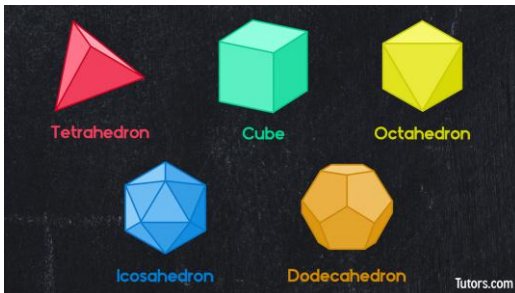 Tetrahedron
Cube
Octahedron
Icosahedron
Dodecahedron
Tutors.com